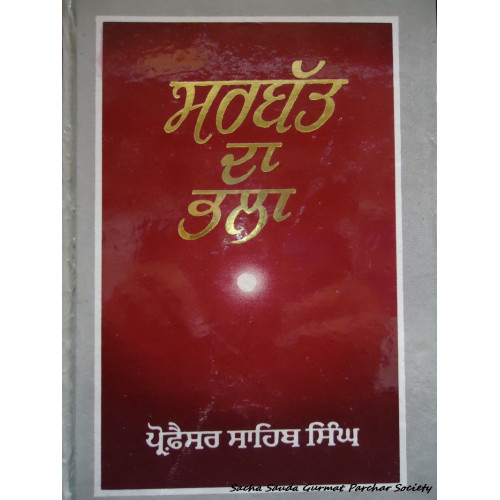 ਸਰਬੱਤ
ਦਾ
ਭਲਾ
ਪ੍ਰੋਫ਼ੈਸਰ ਸਾਹਿਬ ਸਿੰਘ
Sacha Sauda Gurmat Parchar Society